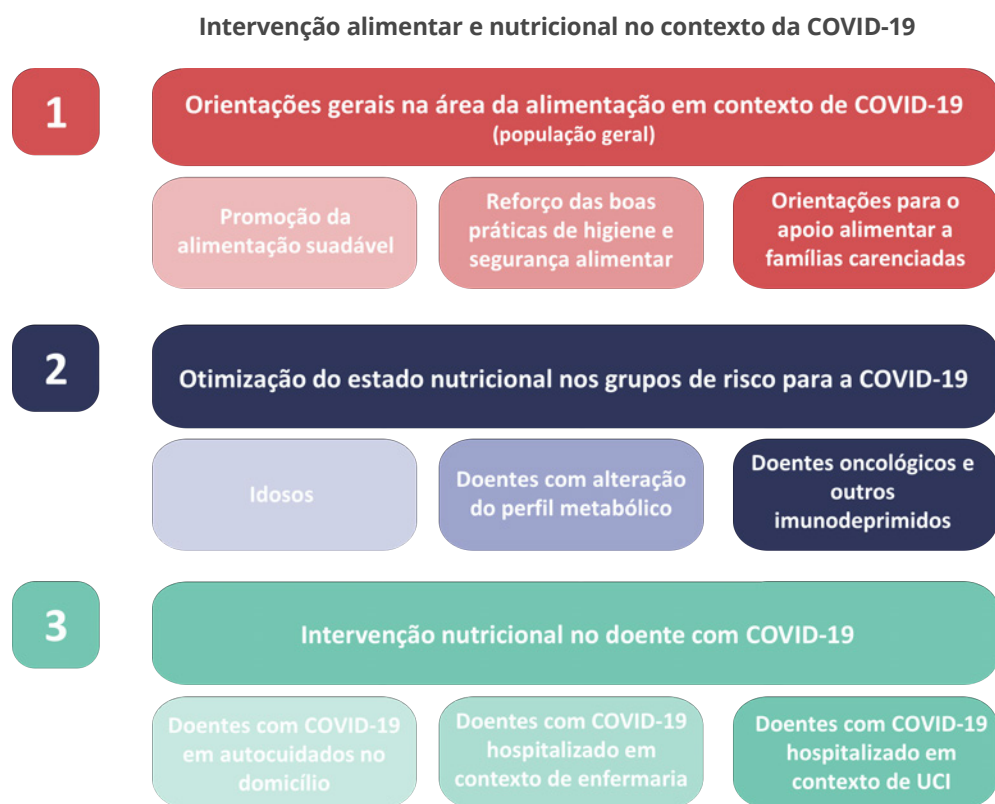 Intervenção alimentar e nutricional no contexto da COVID-19
1
Orientações gerais na área da alimentação em contexto de COVID-19
(população geral)
Promoção da
alimentação suadável
Reforço das boas
práticas de higiene e
segurança alimentar
Orientações para o
apoio alimentar a
famílias carenciadas
2
Otimização do estado nutricional nos grupos de risco para a COVID-19
Idosos
Doentes com alteração
do perfil metabólico
Doentes oncológicos e
outros
imunodeprimidos
3
Intervenção nutricional no doente com COVID-19
Doentes com COVID-19
em autocuidados no
domicílio
Doentes com COVID-19
hospitalizado em
contexto de enfermaria
Doentes com COVID-19
hospitalizado em
contexto de UCI